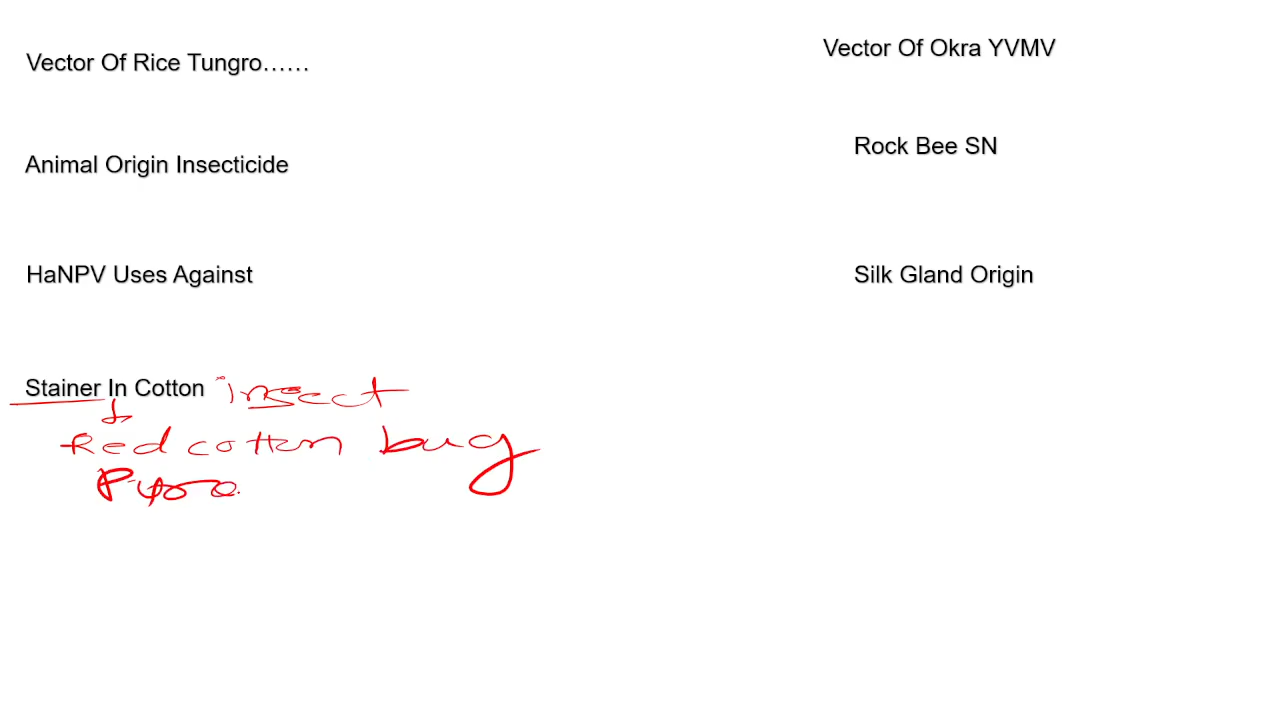 Vector Of Rice Tungro......
Vector Of Okra YVMV
Animal Origin Insecticide
Rock Bee SN
HaNPV Uses Against
Silk Gland Origin
Stainer In Cotton insect
Red cotton bug